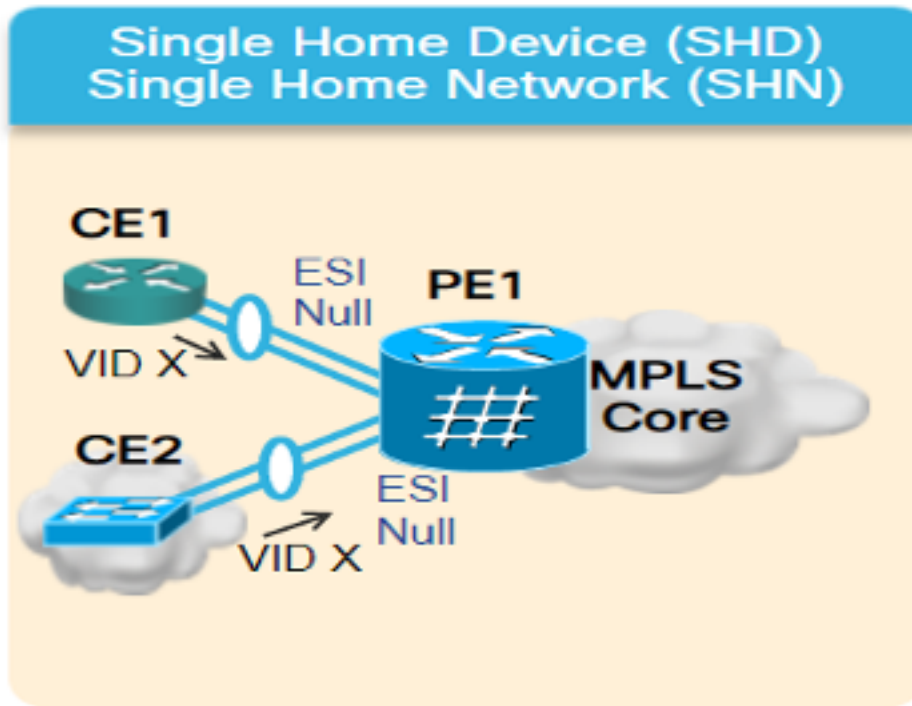 Single Home Device (SHD)
Single Home Network (SHN)
CE1
ESI
Null
PE1
VID X
MPLS
Core
CE2
ESI
Null
VID X